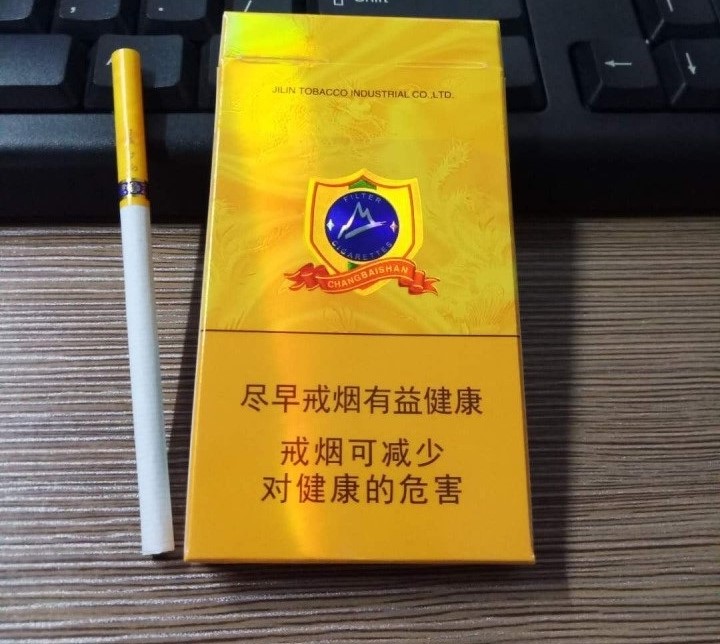 Shift
JILIN TOBACCO INDUSTRIAL CO.,LTD.
FILTER
CIGARETTES
CHANGBAISHAN
尽早戒烟有益健康
戒烟可减少
对健康的危害